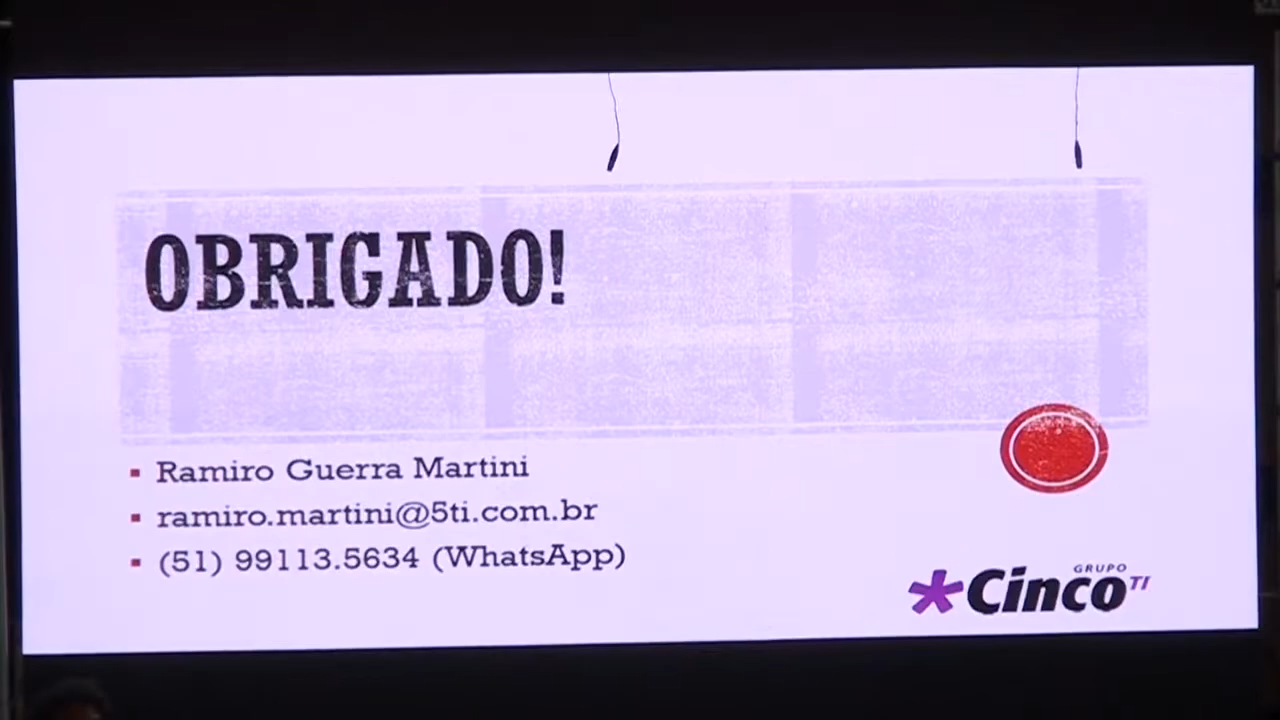 OBRIGADO!
Ramiro Guerra Martini
ramiro.martini@5ti.com.br
(51) 99113.5634 (WhatsApp)
GRUPO
Cinco TI